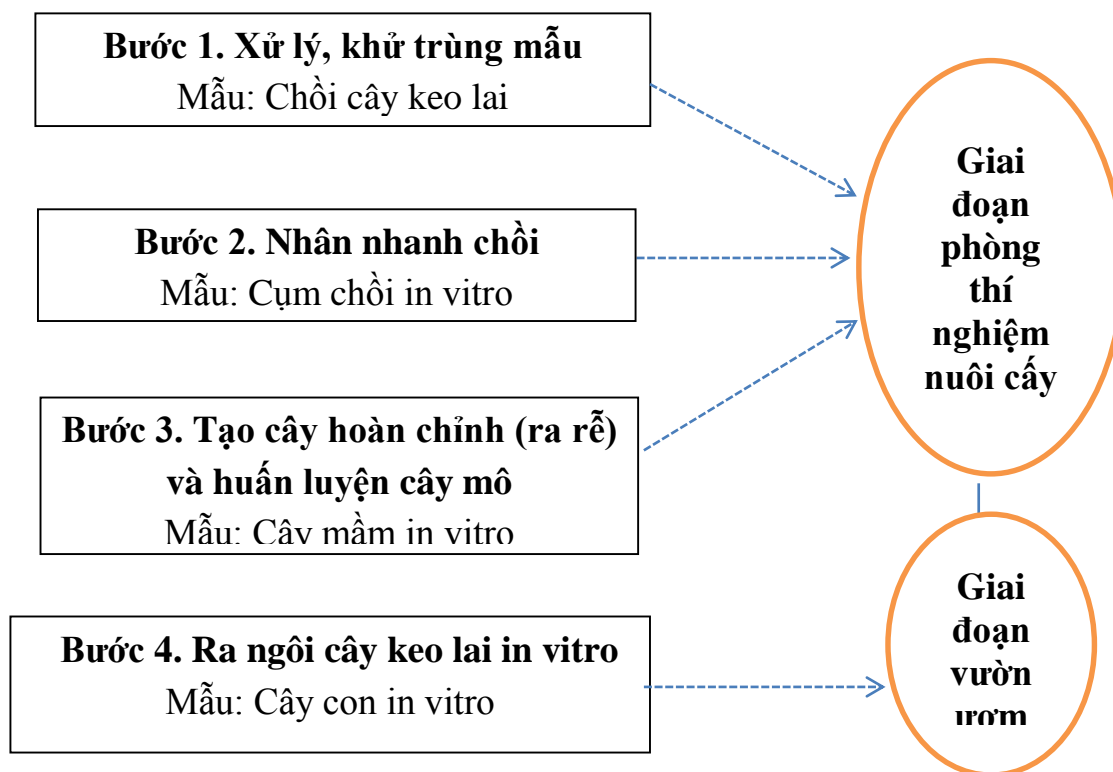 Bước 1. Xử lý, khử trùng mẫu
Mẫu: Chồi cây keo lai
Bước 2. Nhân nhanh chồi
Mẫu: Cụm chồi in vitro
Bước 3. Tạo cây hoàn chỉnh (ra rễ)
và huấn luyện cây mô
Mẫu: Cây mầm in vitro
Bước 4. Ra ngôi cây keo lai in vitro
Mẫu: Cây con in vitro
Giai
đoạn
phòng
thí
nghiệm
nuôi cấy
Giai
đoạn
vườn
ươm